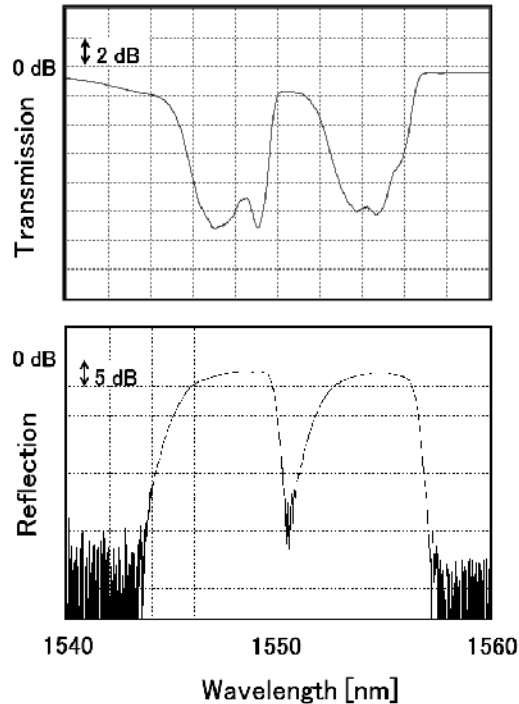 2 dB
0 dB
Transmission
0 dB
5 dB
Reflection
1540 1550 1560
Wavelength [nm]